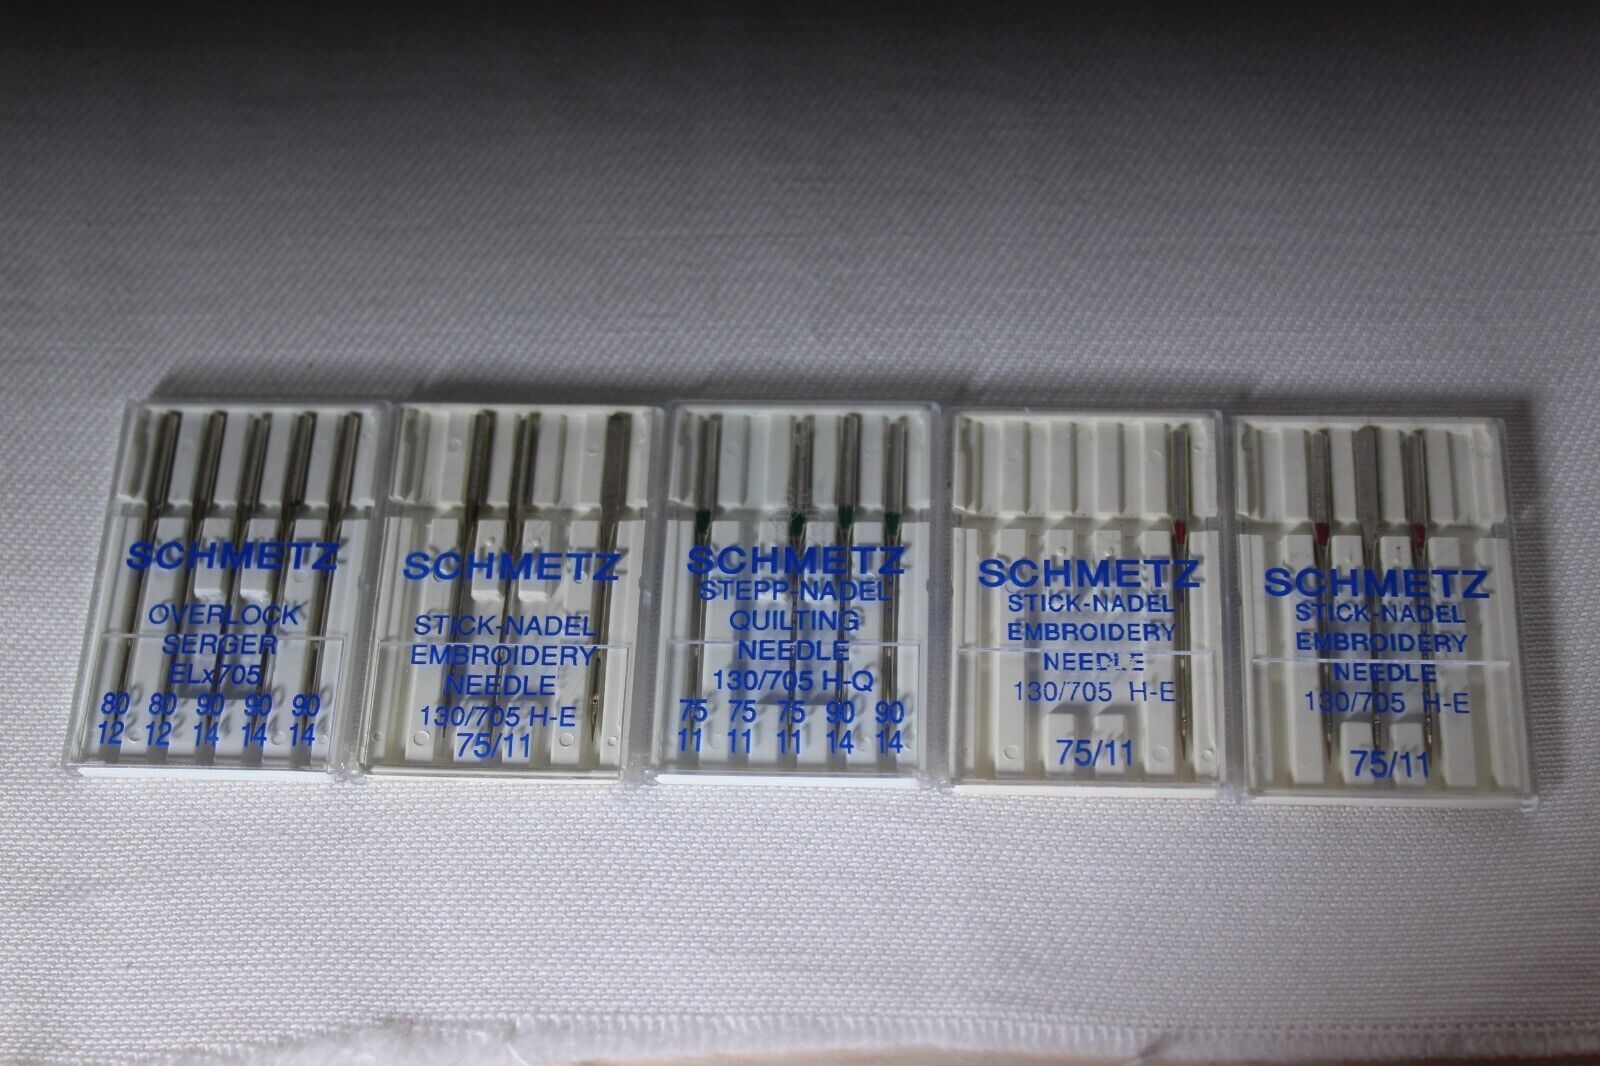 SCHMETZ
OVERLOCK
SERGER
ELx705
80 80 90 90 90
12 12 14 14 14
SCHMETZ
STICK-NADEL
EMBROIDERY
NEEDLE
130/705 H-E
75/11
SCHMETZ
STEPP-NADEL
QUILTING
NEEDLE
130/705 H-Q
75 75 75 90 90
11 11 11 14 14
SCHMETZ
STICK-NADEL
EMBROIDERY
NEEDLE
130/705 H-E
75/11
SCHMETZ
STICK-NADEL
EMBROIDERY
NEEDLE
130/705 H-E
75/11